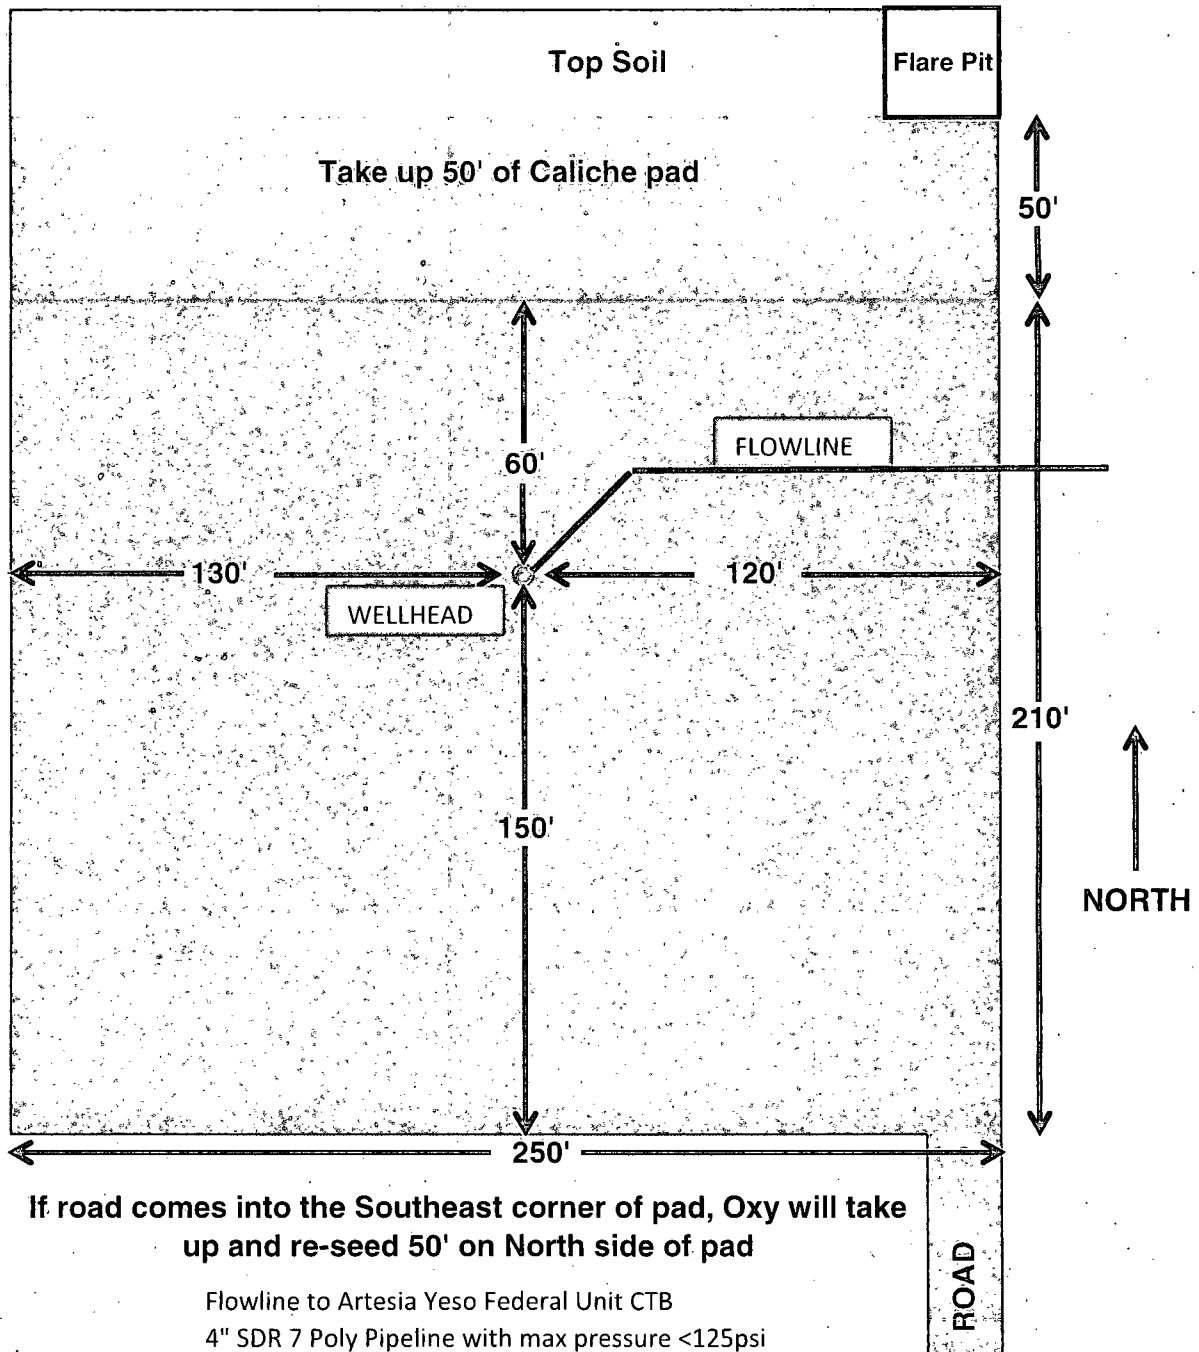 Top Soil
Flare Pit
Take up 50' of Caliche pad
50'
60'
FLOWLINE
130'
120'
WELLHEAD
210'
150'
NORTH
250'
If road comes into the Southeast corner of pad, Oxy will take
up and re-seed 50' on North side of pad
ROAD
Flowline to Artesia Yeso Federal Unit CTB
4" SDR 7 Poly Pipeline with max pressure <125psi